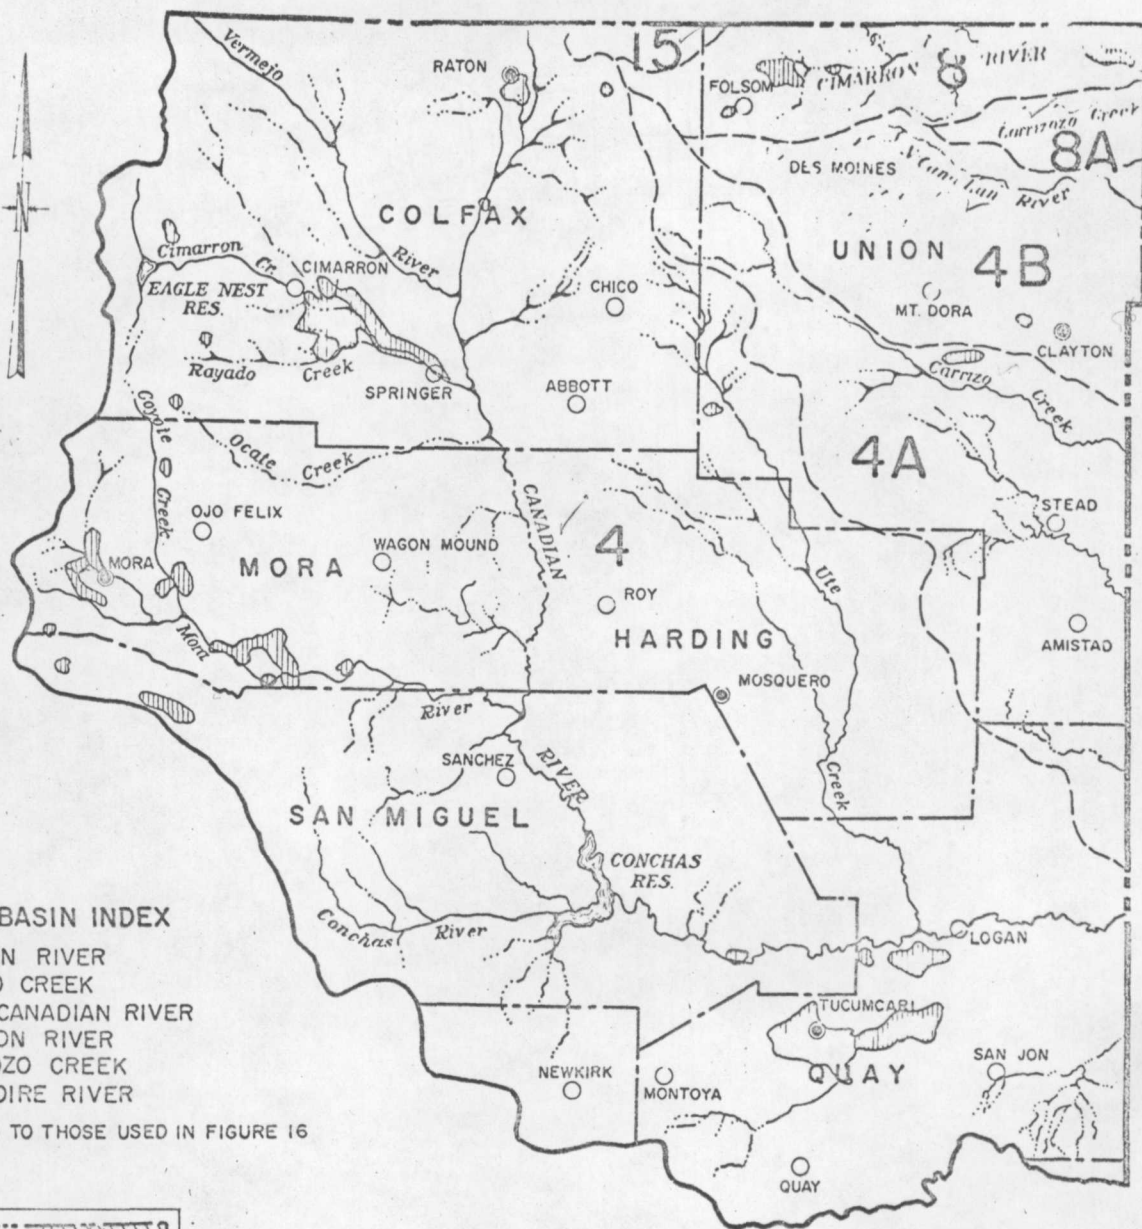 15
Vermejo
RATON
FOLSOM
CIMARRON
8
RIVER
Carrizozo Creek
8A
DES MOINES
River
COLFAX
UNION
4B
Cimarron
Cr.
CIMARRON
River
EAGLE NEST
RES.
CHICO
MT. DORA
CLAYTON
Rayado Creek
SPRINGER
ABBOTT
Carrizo
Creek
Coyote
Creek
Ocate
Creek
4A
OJO FELIX
CANADIAN
STEAD
MORA
MORA
WAGON MOUND
4
ROY
Ute
Creek
HARDING
AMISTAD
Mora
River
MOSQUERO
SANCHEZ
RIVER
SAN MIGUEL
CONCHAS
RES.
Conchas River
LOGAN
TUCUMCARI
SAN JON
NEWKIRK
MONTOYA
QUAY
QUAY
BASIN INDEX
N RIVER
CREEK
CANADIAN RIVER
ON RIVER
OZO CREEK
OIRE RIVER
TO THOSE USED IN FIGURE 16